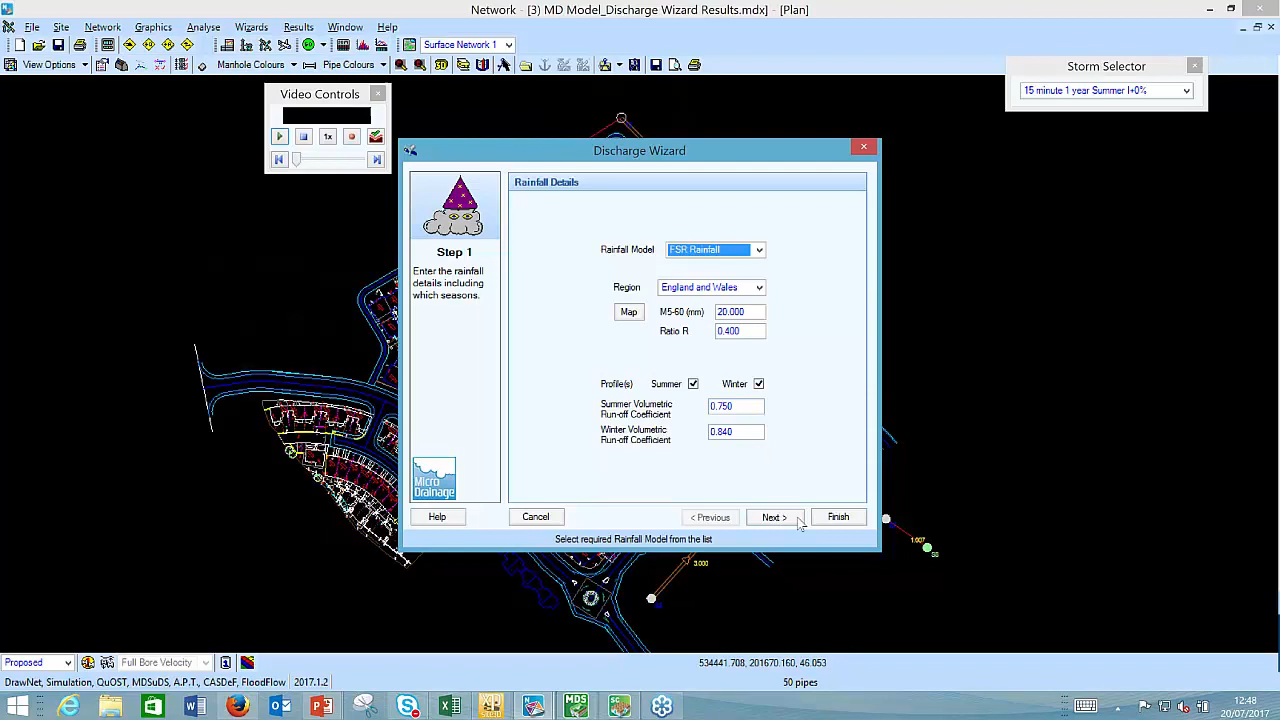 Network - [3) MD Model_Discharge Wizard Results.mdx] - [Plan]
File Site Network Graphics Analyse Wizards Results Window Help
Surface Network 1
View Options Manhole Colours Pipe Colours 3D
Video Controls
1x
Storm Selector
15 minute 1 year Summer I+0%
Discharge Wizard
Step 1
Enter the rainfall
details including
which seasons.
Micro
Drainage
Rainfall Details
Rainfall Model FSR Rainfall
Region England and Wales
Map M5-60 (mm) 20.000
Ratio R 0.400
Profile(s) Summer Winter
Summer Volumetric
Run-off Coefficient 0.750
Winter Volumetric
Run-off Coefficient 0.840
Help Cancel < Previous Next > Finish
Select required Rainfall Model from the list
1.007
3.000
Proposed Full Bore Velocity 534441.708, 201670.160, 46.053
DrawNet, Simulation, QuOST, MDSuDS, A.P.T., CASDeF, FloodFlow 2017.1.2 50 pipes
12:48
20/07/2017